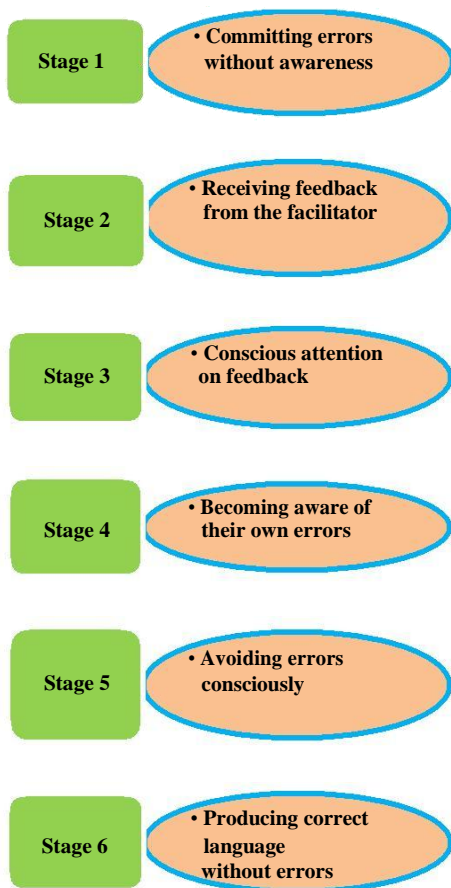 Stage 1
• Committing errors
without awareness
Stage 2
• Receiving feedback
from the facilitator
Stage 3
• Conscious attention
on feedback
Stage 4
• Becoming aware of
their own errors
Stage 5
• Avoiding errors
consciously
Stage 6
• Producing correct
language
without errors